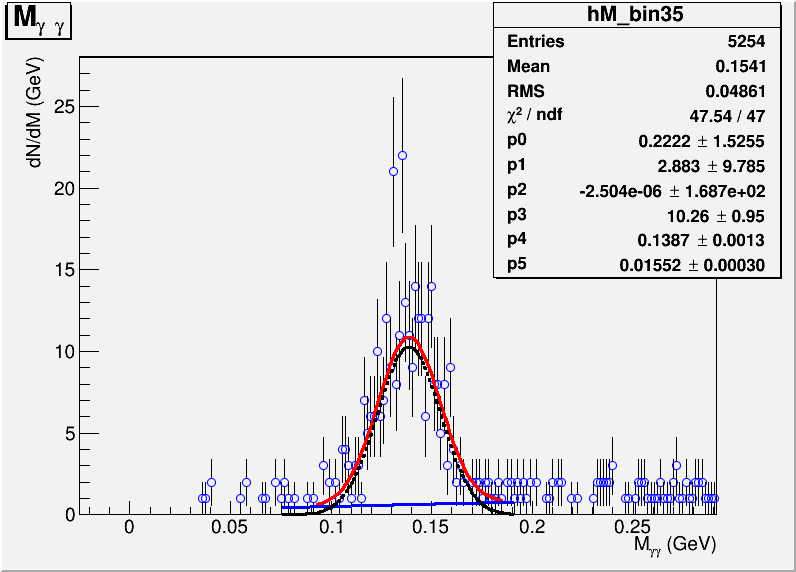 M γ γ
hM_bin35
Entries 5254
Mean 0.1541
RMS 0.04861
χ² / ndf 47.54 / 47
p0 0.2222 ± 1.5255
p1 2.883 ± 9.785
p2 -2.504e-06 ± 1.687e+02
p3 10.26 ± 0.95
p4 0.1387 ± 0.0013
p5 0.01552 ± 0.00030
dN/dM (GeV)
25
20
15
10
5
0
0 0.05 0.1 0.15 0.2 0.25
M γγ (GeV)